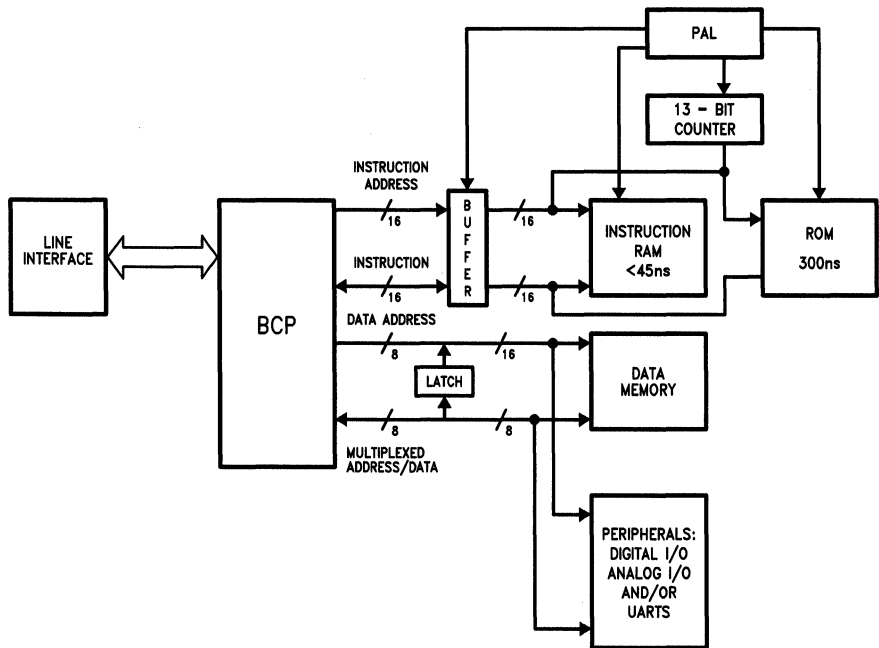 PAL
13 - BIT
COUNTER
INSTRUCTION
ADDRESS
16
16
BUFFER
LINE
INTERFACE
INSTRUCTION
RAM
<45ns
ROM
300ns
INSTRUCTION
16
16
BCP
DATA ADDRESS
8
16
LATCH
DATA
MEMORY
8
8
MULTIPLEXED
ADDRESS/DATA
PERIPHERALS:
DIGITAL I/O
ANALOG I/O
AND/OR
UARTS